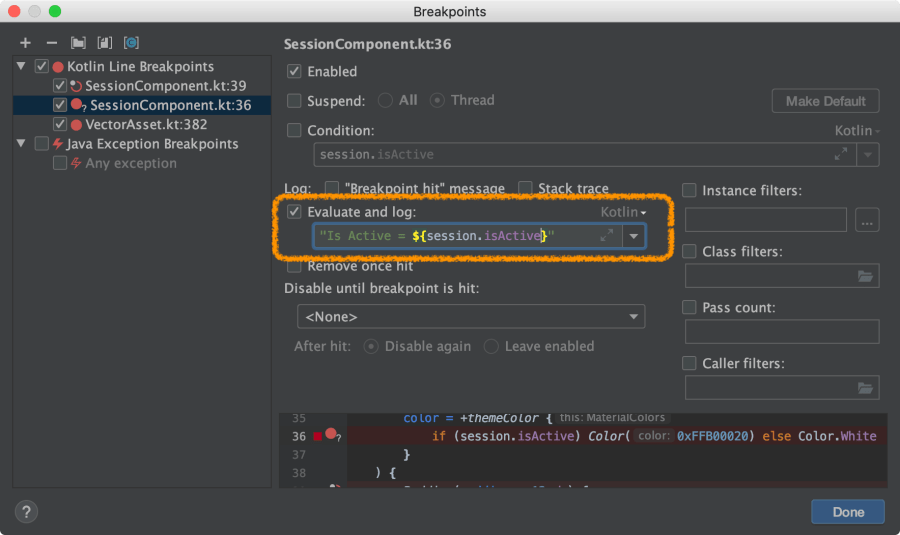 Breakpoints
Kotlin Line Breakpoints
SessionComponent.kt:39
SessionComponent.kt:36
VectorAsset.kt:382
Java Exception Breakpoints
Any exception
SessionComponent.kt:36
Enabled
Suspend: All Thread Make Default
Condition: Kotlin
session.isActive
Log: "Breakpoint hit" message Stack trace
Evaluate and log: Kotlin
"Is Active = ${session.isActive}"
Remove once hit
Disable until breakpoint is hit:
<None>
After hit: Disable again Leave enabled
Instance filters:
...
Class filters:
Pass count:
Caller filters:
35 color = +themeColor { this: MaterialColors
36 if (session.isActive) Color( color: 0xFFB00020) else Color.White
37 }
38 ) {
? Done